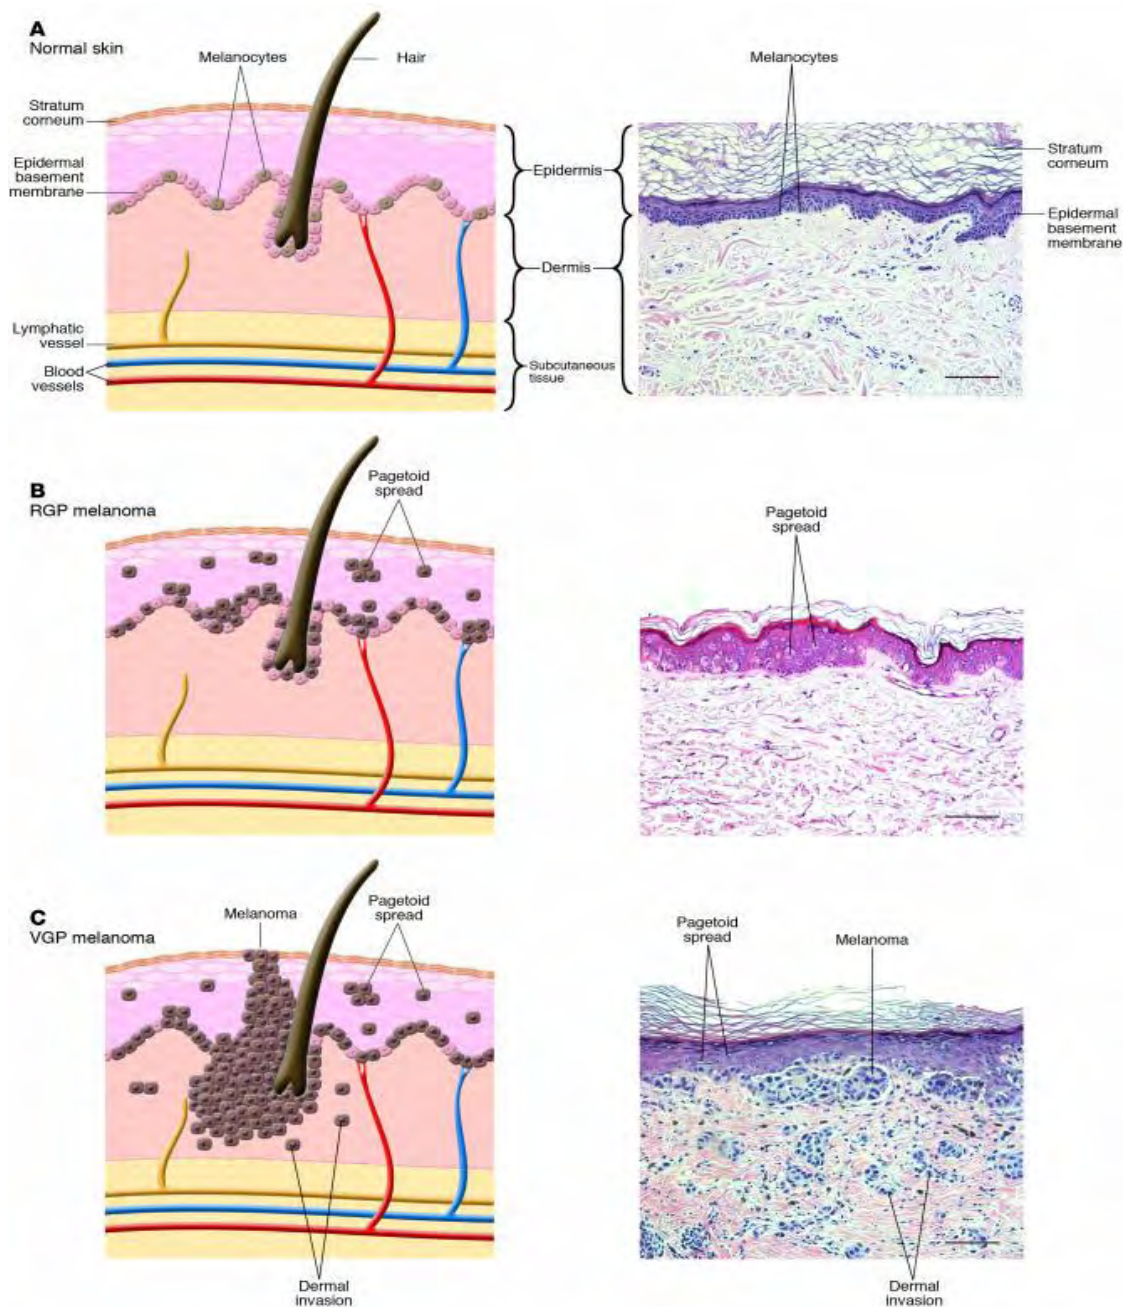 A
Normal skin
Melanocytes
Hair
Stratum
corneum
Epidermal
basement
membrane
Lymphatic
vessel
Blood
vessels
Epidermis
Dermis
Subcutaneous
tissue
Melanocytes
Stratum
corneum
Epidermal
basement
membrane
B
RGP melanoma
Pagetoid
spread
Pagetoid
spread
C
VGP melanoma
Melanoma
Pagetoid
spread
Dermal
invasion
Pagetoid
spread
Melanoma
Dermal
invasion